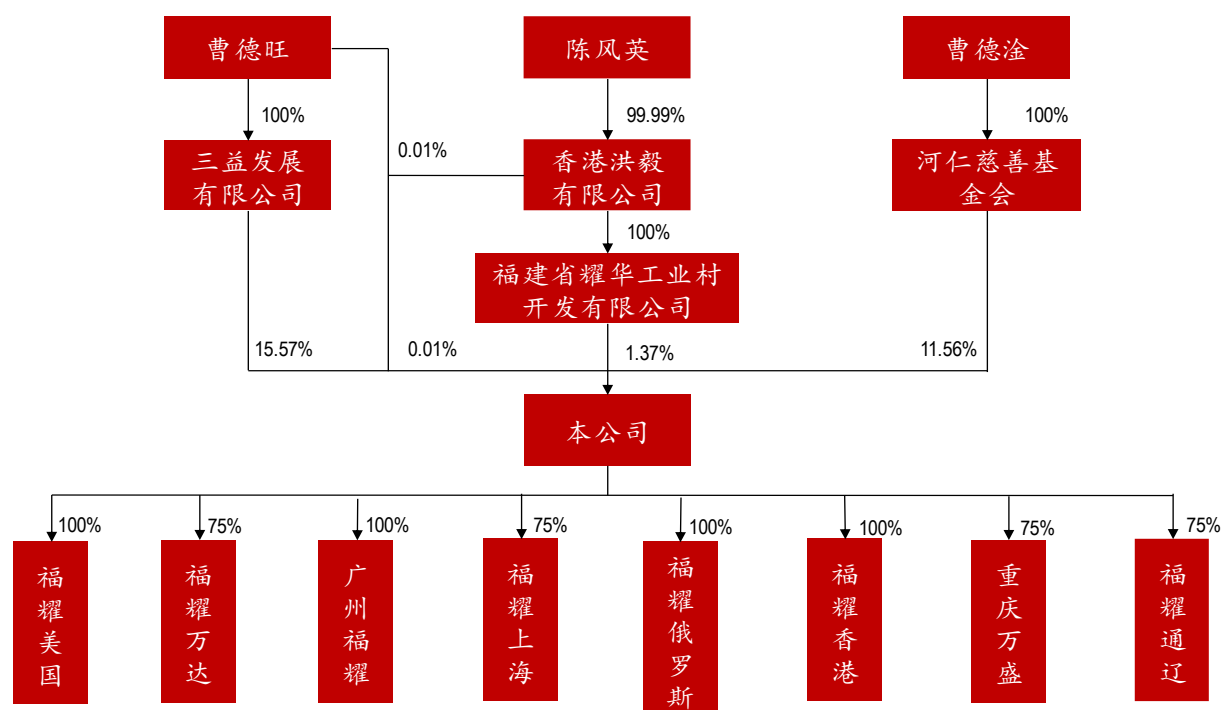 曹德旺
陈风英
曹德淦
100%
99.99%
100%
三益发展
有限公司
0.01%
香港洪毅
有限公司
河仁慈善基
金会
100%
福建省耀华工业村
开发有限公司
15.57%
0.01%
1.37%
11.56%
本公司
100%
75%
100%
75%
100%
100%
75%
75%
福耀美国
福耀万达
广州福耀
福耀上海
福耀俄罗斯
福耀香港
重庆万盛
福耀通辽